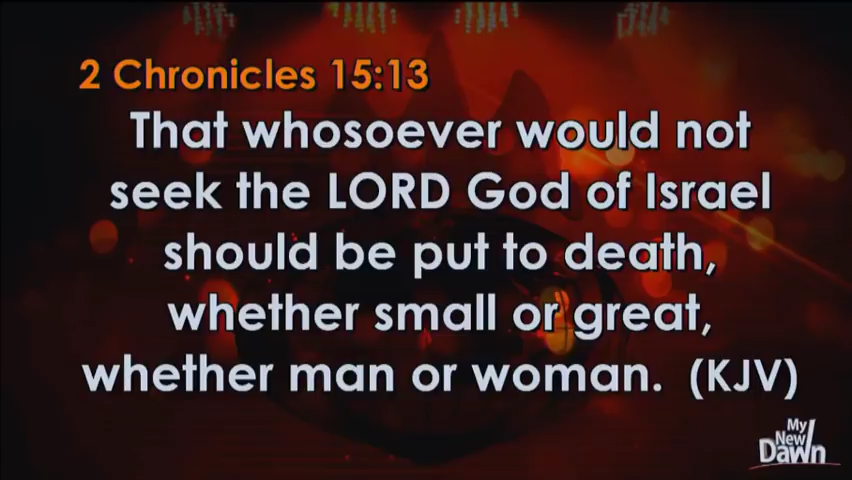 2 Chronicles 15:13
That whosoever would not
seek the LORD God of Israel
should be put to death,
whether small or great,
whether man or woman. (KJV)
My
New
Dawn